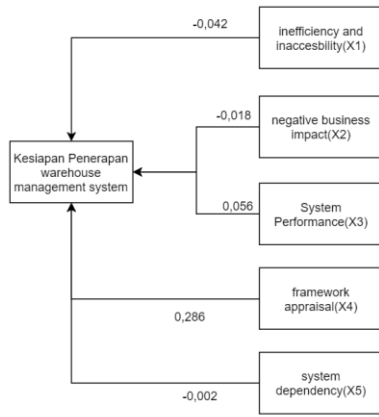 -0,042
inefficiency and
inaccesbility(X1)
-0,018
negative business
impact(X2)
Kesiapan Penerapan
warehouse
management system
0,056
System
Performance(X3)
framework
appraisal(X4)
0,286
system
dependency(X5)
-0,002